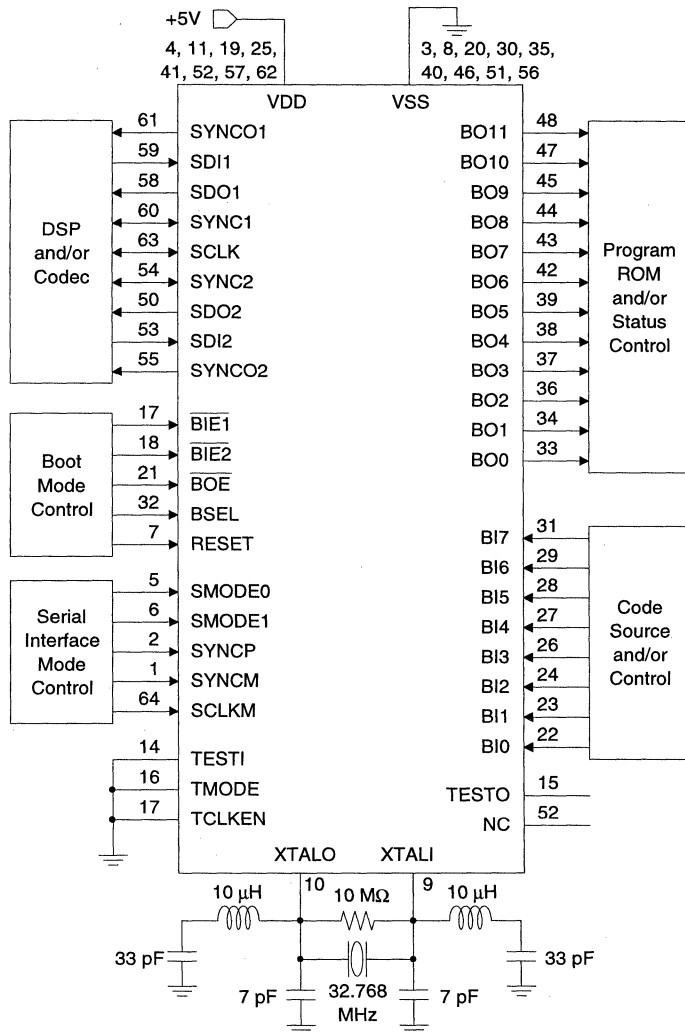 +5V
4, 11, 19, 25,
41, 52, 57, 62
3, 8, 20, 30, 35,
40, 46, 51, 56
VDD
VSS
DSP
and/or
Codec
61 SYNCO1
59 SDI1
58 SDO1
60 SYNC1
63 SCLK
54 SYNC2
50 SDO2
53 SDI2
55 SYNCO2
BO11 48
BO10 47
BO9 45
BO8 44
BO7 43
BO6 42
BO5 39
BO4 38
BO3 37
BO2 36
BO1 34
BO0 33
Program
ROM
and/or
Status
Control
Boot
Mode
Control
17 BIE1
18 BIE2
21 BOE
32 BSEL
7 RESET
BI7 31
BI6 29
BI5 28
BI4 27
BI3 26
BI2 24
BI1 23
BI0 22
Code
Source
and/or
Control
Serial
Interface
Mode
Control
5 SMODE0
6 SMODE1
2 SYNCP
1 SYNCM
64 SCLKM
14 TESTI
16 TMODE
17 TCLKEN
TESTO 15
NC 52
XTALO
XTALI
10
9
10 µH
10 MΩ
10 µH
33 pF
33 pF
7 pF
32.768
MHz
7 pF